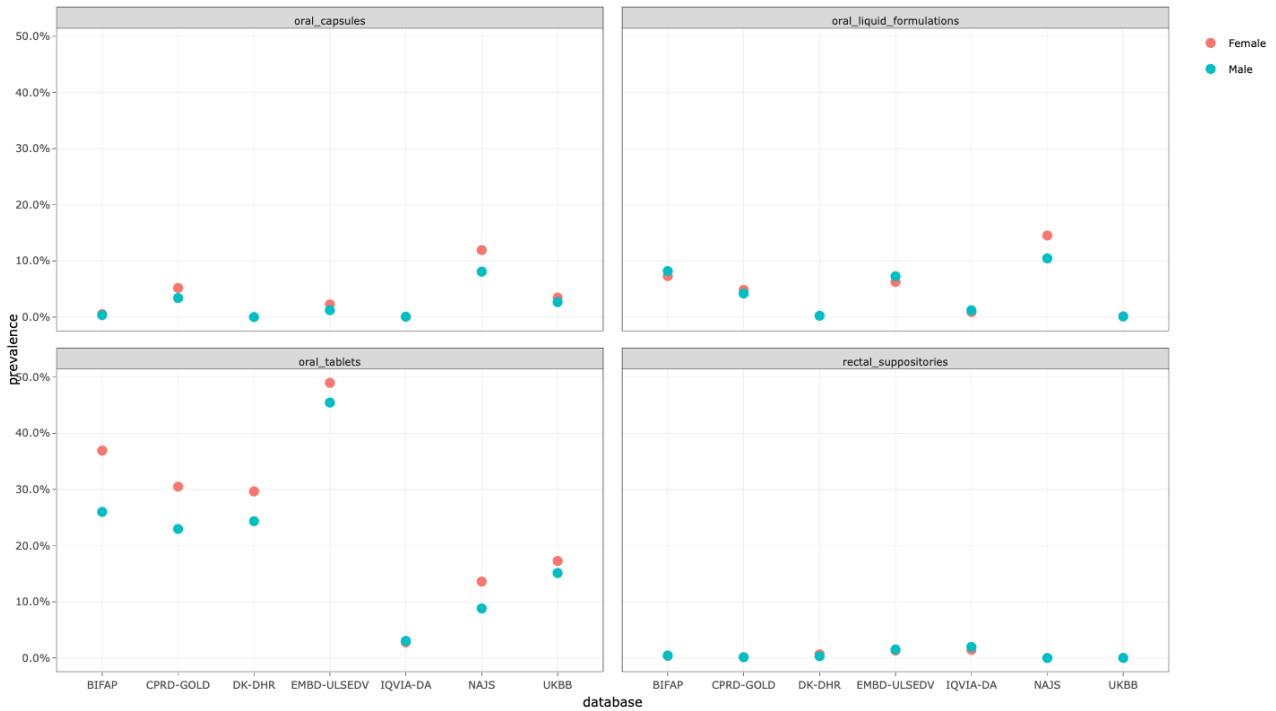 oral_capsules
oral_liquid_formulations
Female
Male
50.0%
40.0%
30.0%
20.0%
10.0%
0.0%
prevalence
oral_tablets
rectal_suppositories
50.0%
40.0%
30.0%
20.0%
10.0%
0.0%
BIFAP CPRD-GOLD DK-DHR EMBD-ULSEDV IQVIA-DA NAJS UKBB
BIFAP CPRD-GOLD DK-DHR EMBD-ULSEDV IQVIA-DA NAJS UKBB
database